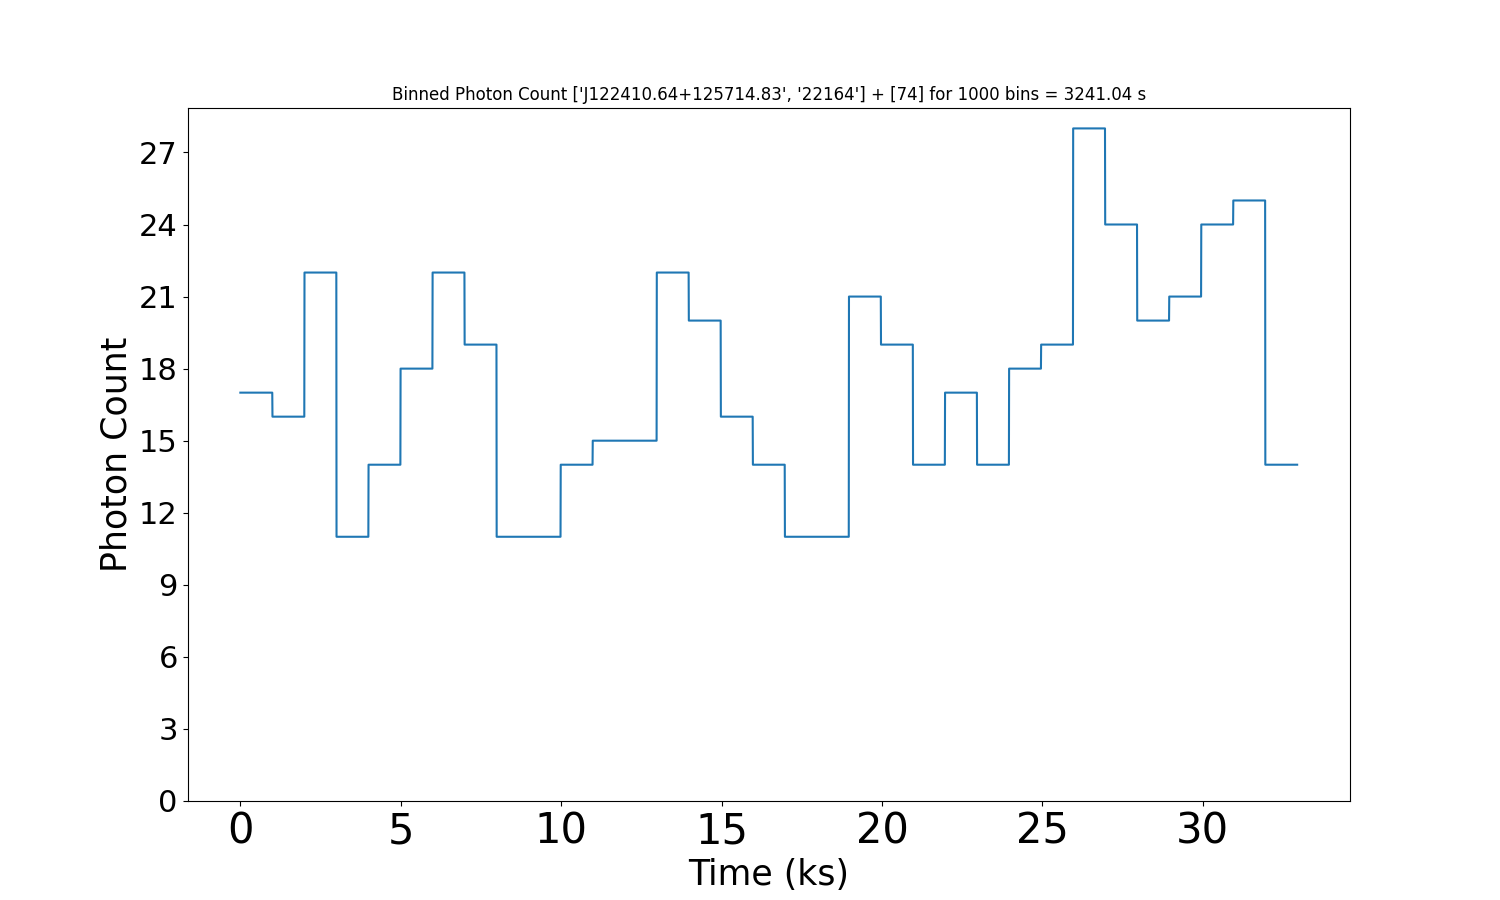 Binned Photon Count ['J122410.64+125714.83', '22164'] + [74] for 1000 bins = 3241.04 s
27
24
21
18
15
12
9
6
3
0
Photon Count
0 5 10 15 20 25 30
Time (ks)